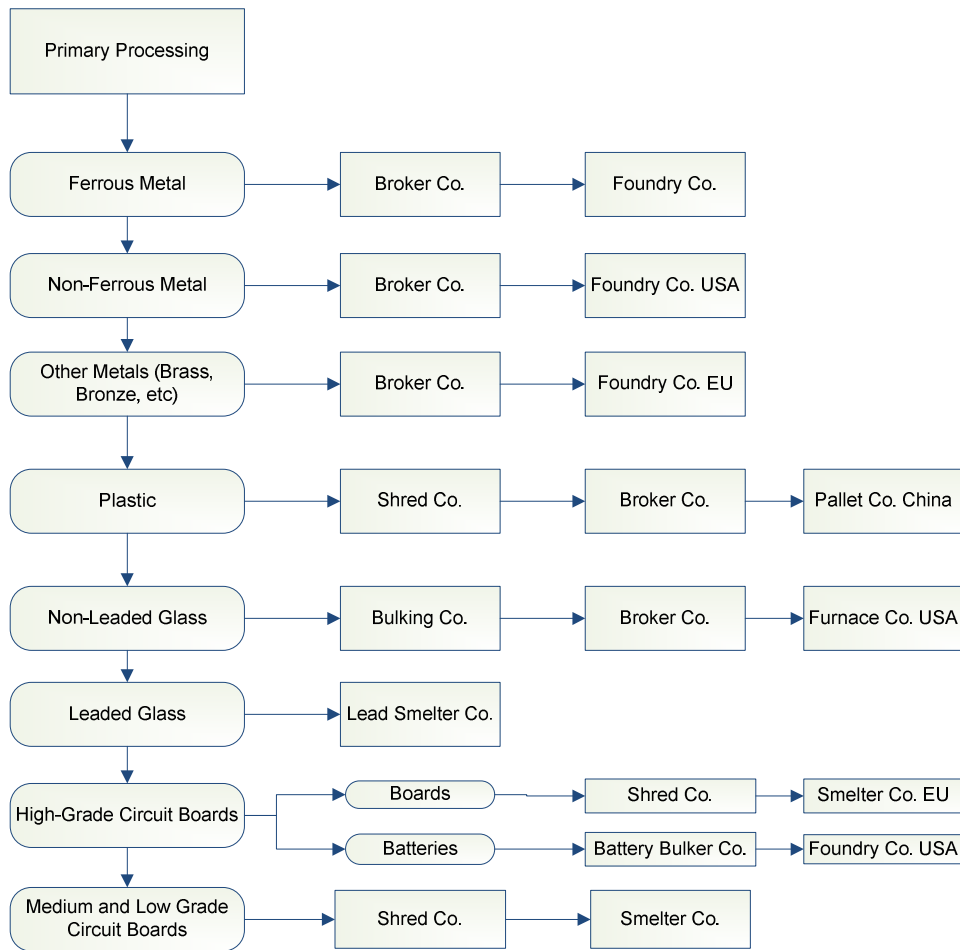 Primary Processing
Ferrous Metal
Broker Co.
Foundry Co.
Non-Ferrous Metal
Broker Co.
Foundry Co. USA
Other Metals (Brass,
Bronze, etc)
Broker Co.
Foundry Co. EU
Plastic
Shred Co.
Broker Co.
Pallet Co. China
Non-Leaded Glass
Bulking Co.
Broker Co.
Furnace Co. USA
Leaded Glass
Lead Smelter Co.
High-Grade Circuit Boards
Boards
Shred Co.
Smelter Co. EU
Batteries
Battery Bulker Co.
Foundry Co. USA
Medium and Low Grade
Circuit Boards
Shred Co.
Smelter Co.